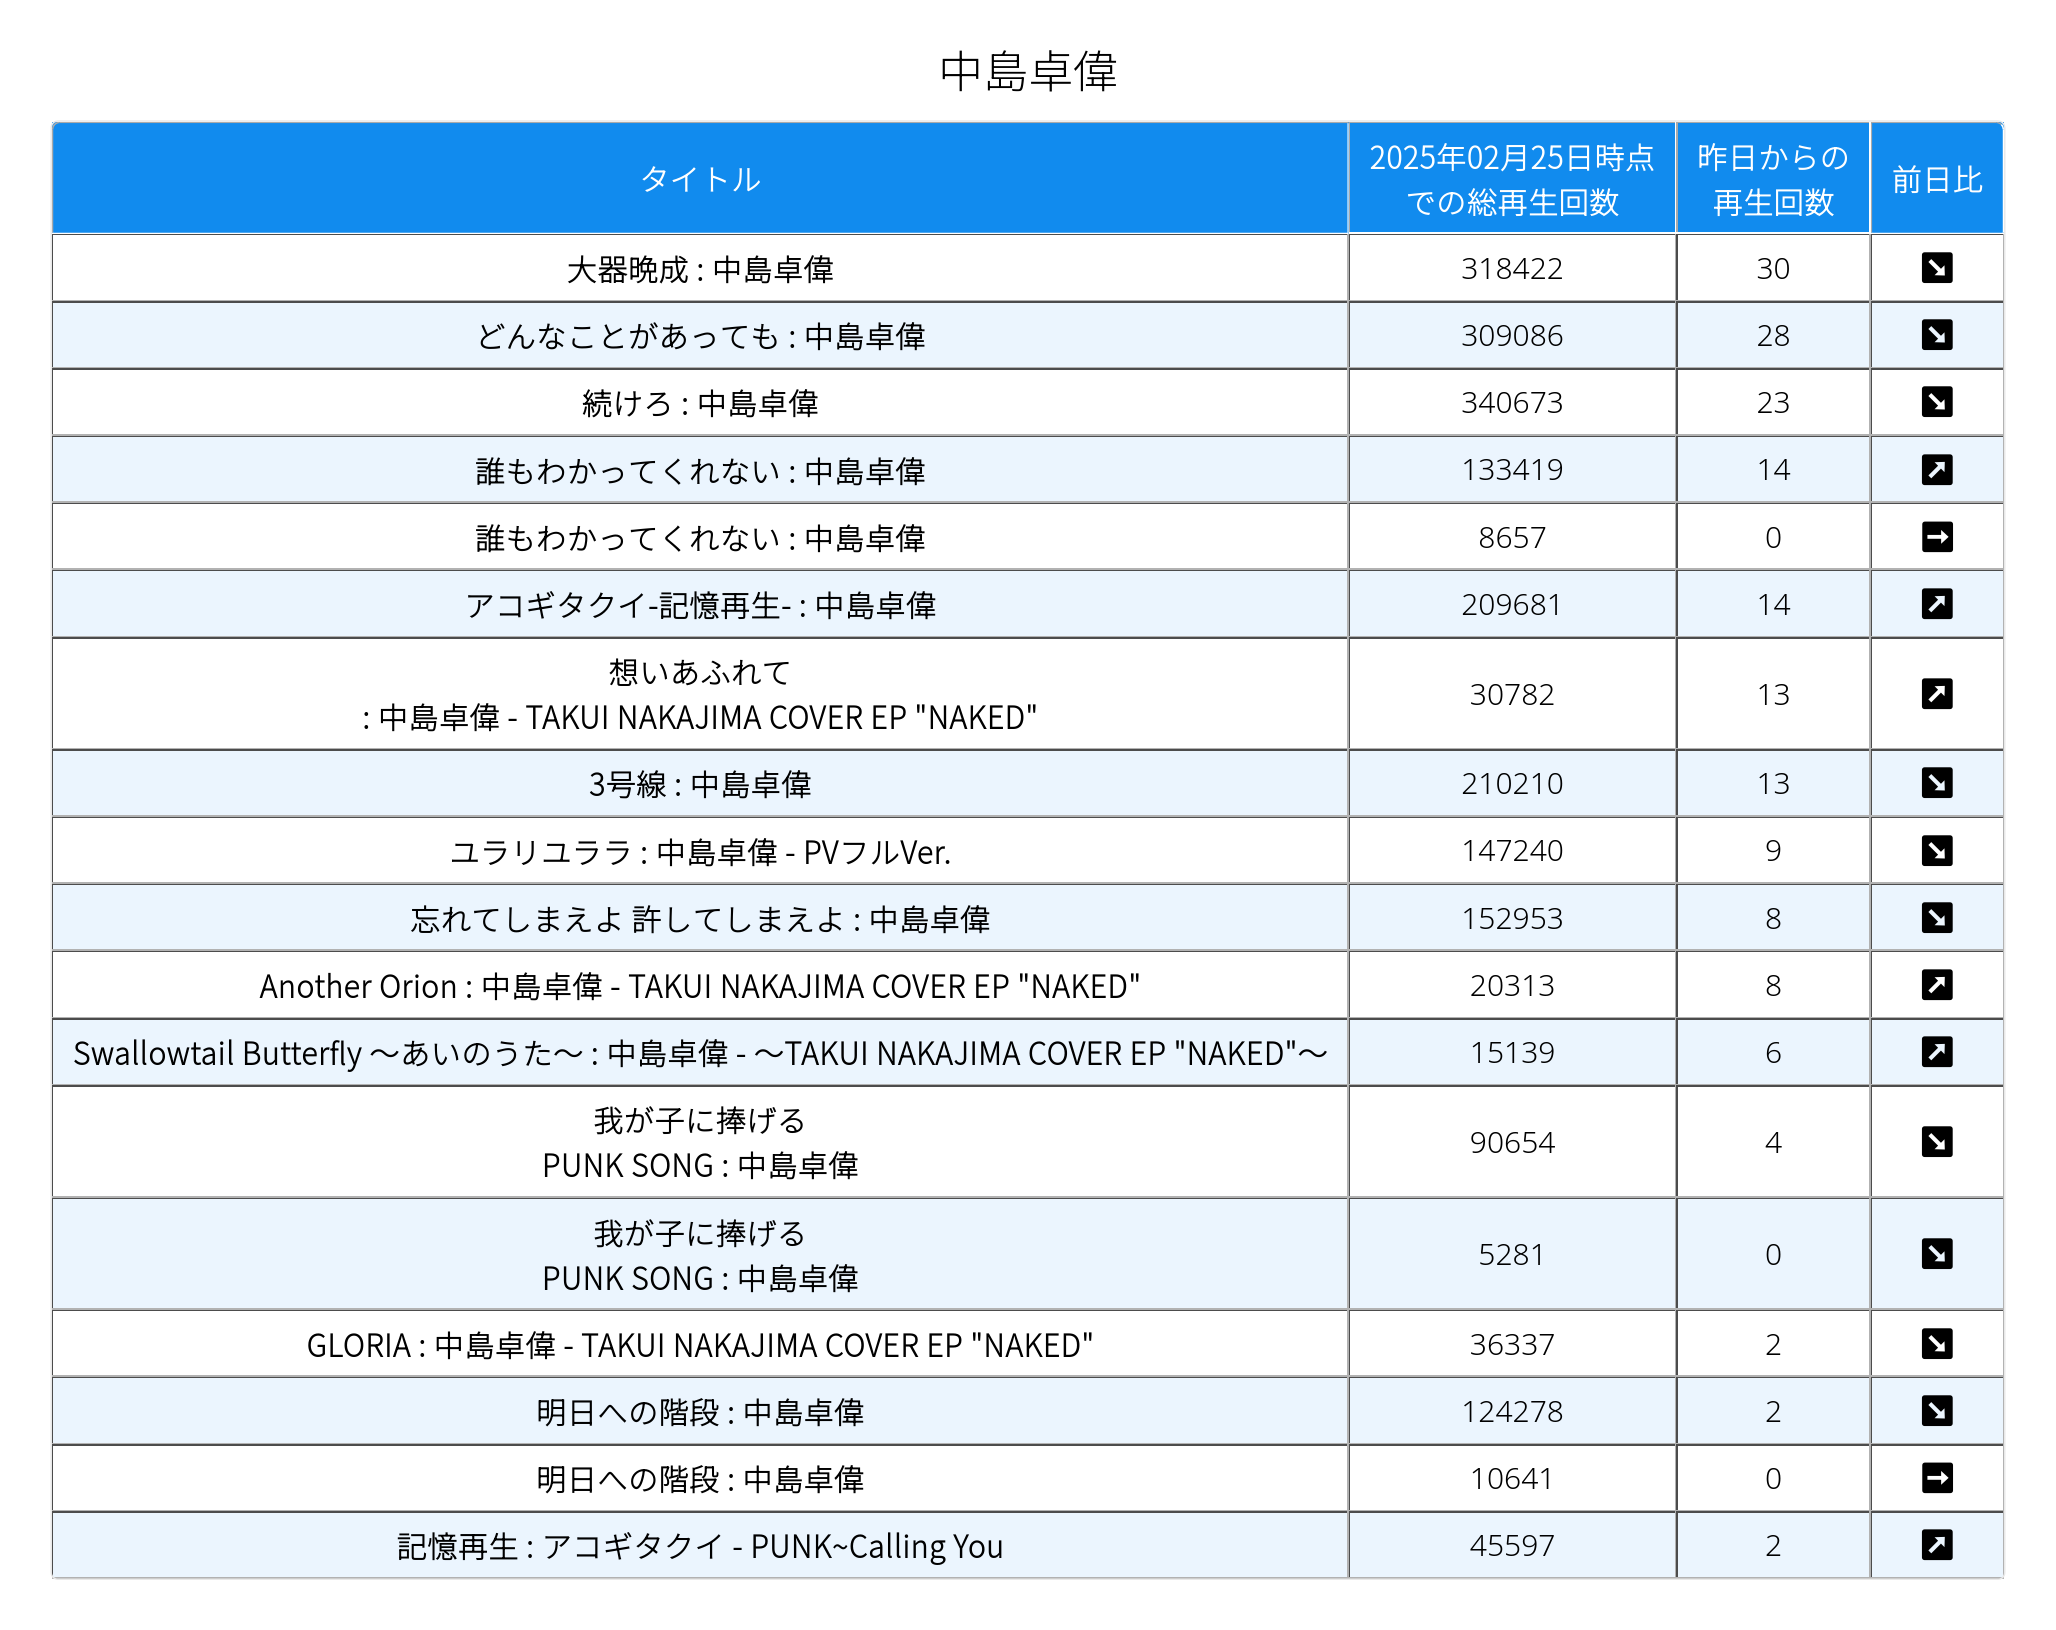 中島卓偉
タイトル
2025年02月25日時点
での総再生回数
昨日からの
再生回数
前日比
大器晩成 : 中島卓偉 318422 30 ↘
どんなことがあっても : 中島卓偉 309086 28 ↘
続けろ : 中島卓偉 340673 23 ↘
誰もわかってくれない : 中島卓偉 133419 14 ↗
誰もわかってくれない : 中島卓偉 8657 0 →
アコギタクイ-記憶再生- : 中島卓偉 209681 14 ↗
想いあふれて
: 中島卓偉 - TAKUI NAKAJIMA COVER EP "NAKED" 30782 13 ↗
3号線 : 中島卓偉 210210 13 ↘
ユラリユララ : 中島卓偉 - PVフルVer. 147240 9 ↘
忘れてしまえよ 許してしまえよ : 中島卓偉 152953 8 ↘
Another Orion : 中島卓偉 - TAKUI NAKAJIMA COVER EP "NAKED" 20313 8 ↗
Swallowtail Butterfly 〜あいのうた〜 : 中島卓偉 - 〜TAKUI NAKAJIMA COVER EP "NAKED"〜 15139 6 ↗
我が子に捧げる
PUNK SONG : 中島卓偉 90654 4 ↘
我が子に捧げる
PUNK SONG : 中島卓偉 5281 0 ↘
GLORIA : 中島卓偉 - TAKUI NAKAJIMA COVER EP "NAKED" 36337 2 ↘
明日への階段 : 中島卓偉 124278 2 ↘
明日への階段 : 中島卓偉 10641 0 →
記憶再生 : アコギタクイ - PUNK~Calling You 45597 2 ↗